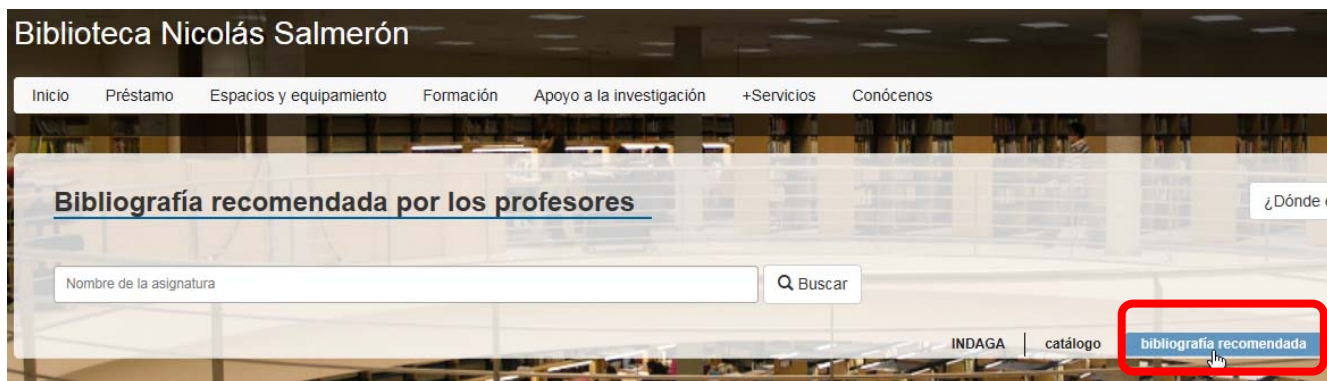 Biblioteca Nicolás Salmerón
Inicio Préstamo Espacios y equipamiento Formación Apoyo a la investigación +Servicios Conócenos
Bibliografía recomendada por los profesores
¿Dónde
Nombre de la asignatura
Buscar
INDAGA catálogo bibliografía recomendada